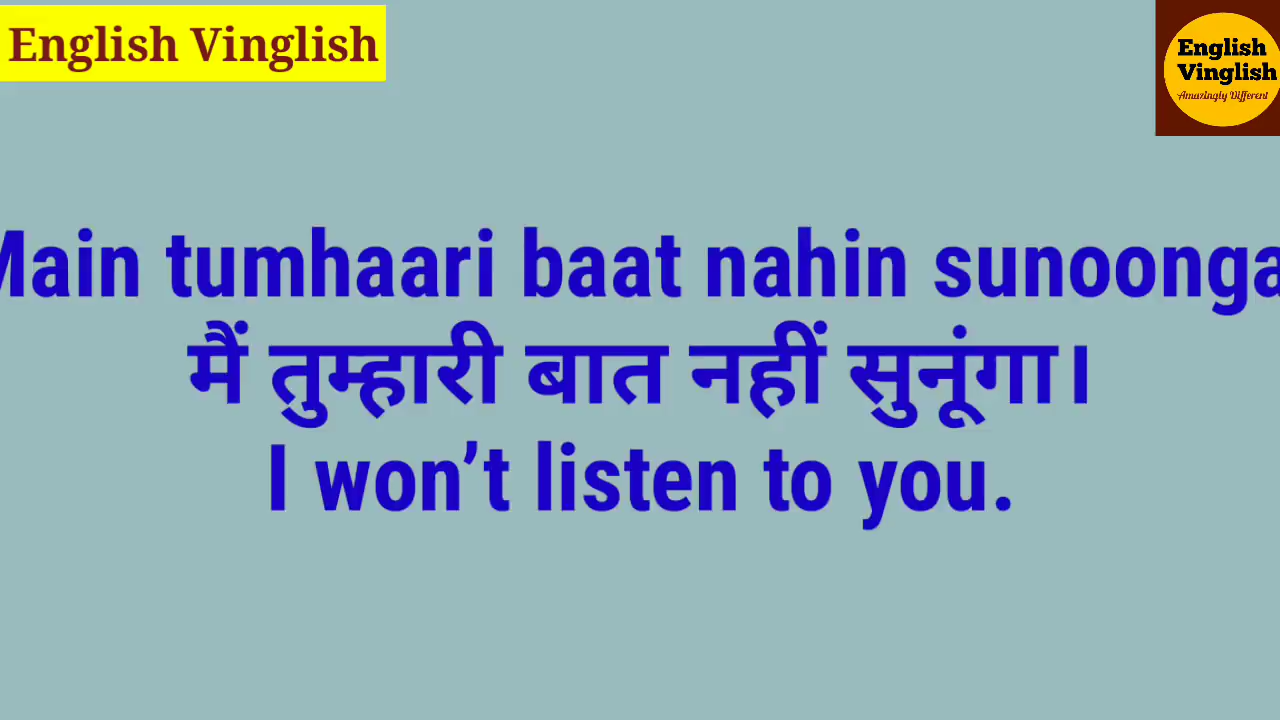 English Vinglish
English
Vinglish
Amazingly Different
Main tumhaari baat nahin sunoonga
मैं तुम्हारी बात नहीं सुनूंगा।
I won’t listen to you.